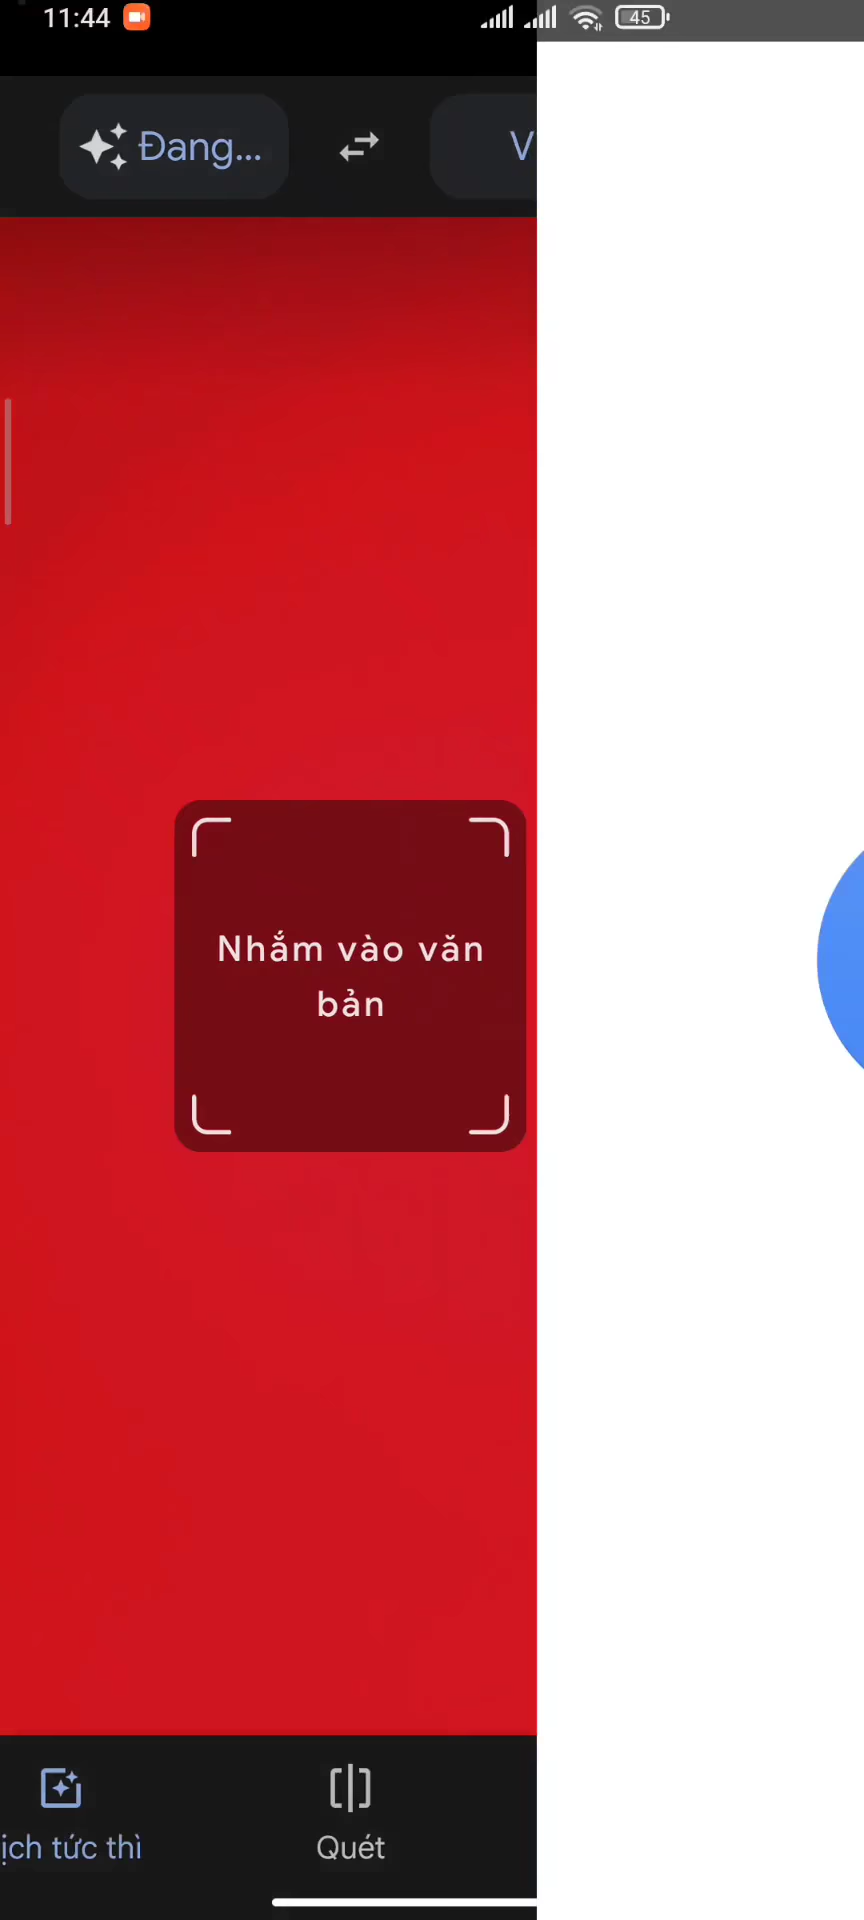 11:44
45
Đang...
V
Nhắm vào văn
bản
ịch tức thì
Quét